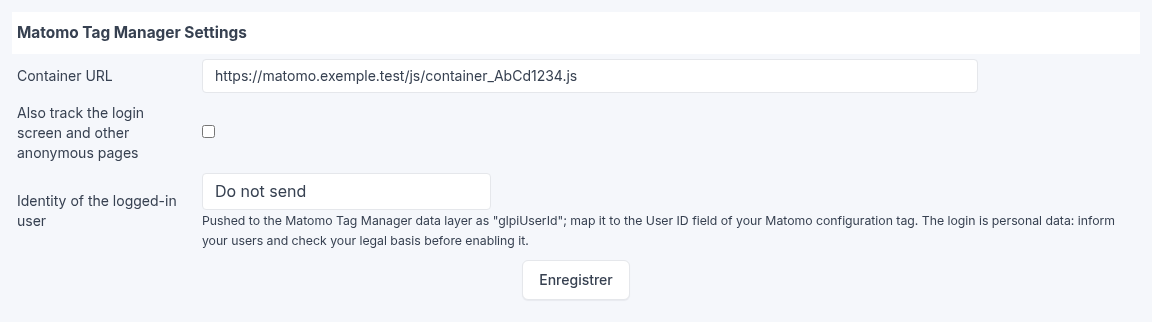 Matomo Tag Manager Settings
Container URL
https://matomo.exemple.test/js/container_AbCd1234.js
Also track the login
screen and other
anonymous pages
Identity of the logged-in
user
Do not send
Pushed to the Matomo Tag Manager data layer as "glpiUserId"; map it to the User ID field of your Matomo configuration tag. The login is personal data: inform
your users and check your legal basis before enabling it.
Enregistrer